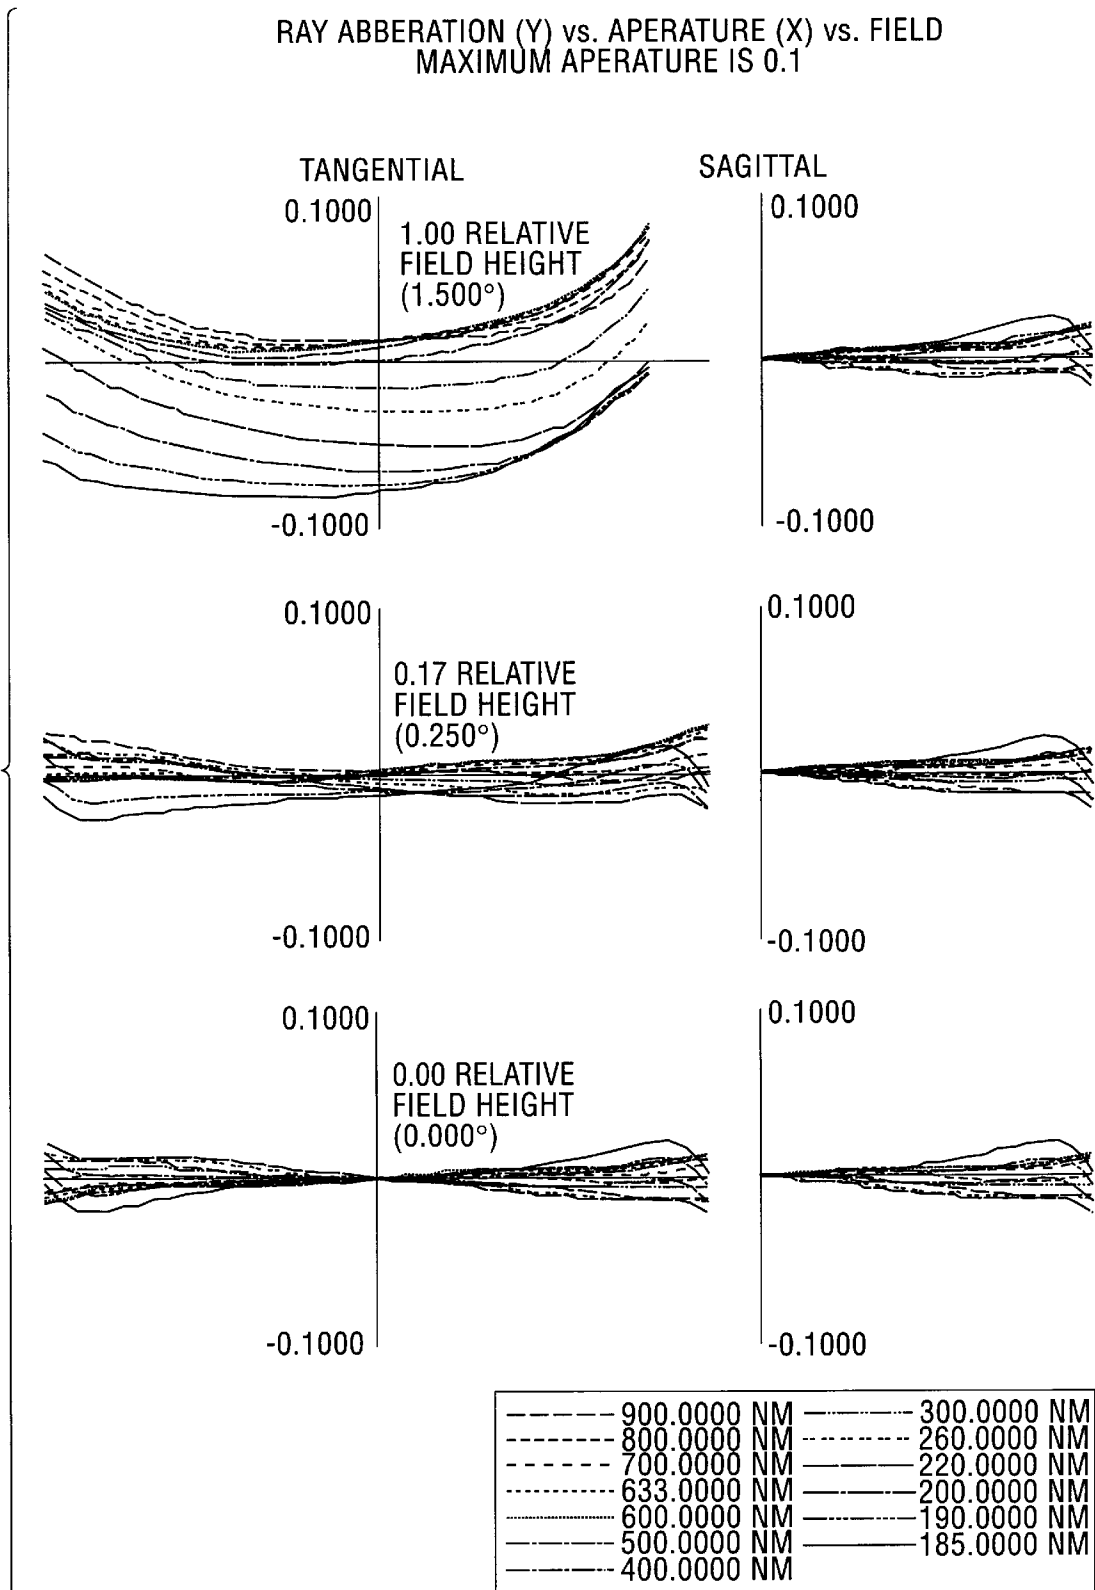 RAY ABBERATION (Y) vs. APERATURE (X) vs. FIELD
MAXIMUM APERATURE IS 0.1
TANGENTIAL
SAGITTAL
0.1000
1.00 RELATIVE
FIELD HEIGHT
(1.500°)
-0.1000
0.1000
-0.1000
0.1000
0.17 RELATIVE
FIELD HEIGHT
(0.250°)
-0.1000
0.1000
-0.1000
0.1000
0.00 RELATIVE
FIELD HEIGHT
(0.000°)
-0.1000
0.1000
-0.1000
900.0000 NM
800.0000 NM
700.0000 NM
633.0000 NM
600.0000 NM
500.0000 NM
400.0000 NM
300.0000 NM
260.0000 NM
220.0000 NM
200.0000 NM
190.0000 NM
185.0000 NM